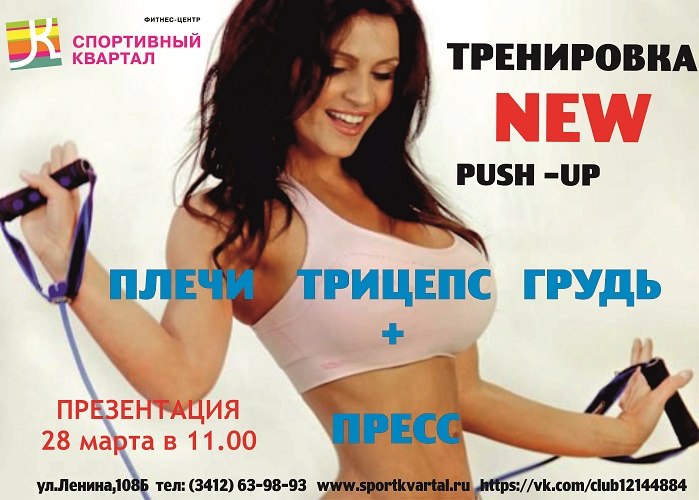 ФИТНЕС-ЦЕНТР
СПОРТИВНЫЙ
КВАРТАЛ
ТРЕНИРОВКА
NEW
PUSH –UP
ПЛЕЧИ ТРИЦЕПС ГРУДЬ
+
ПРЕСС
ПРЕЗЕНТАЦИЯ
28 марта в 11.00
ул.Ленина,108Б тел: (3412) 63-98-93 www.sportkvartal.ru https://vk.com/club12144884